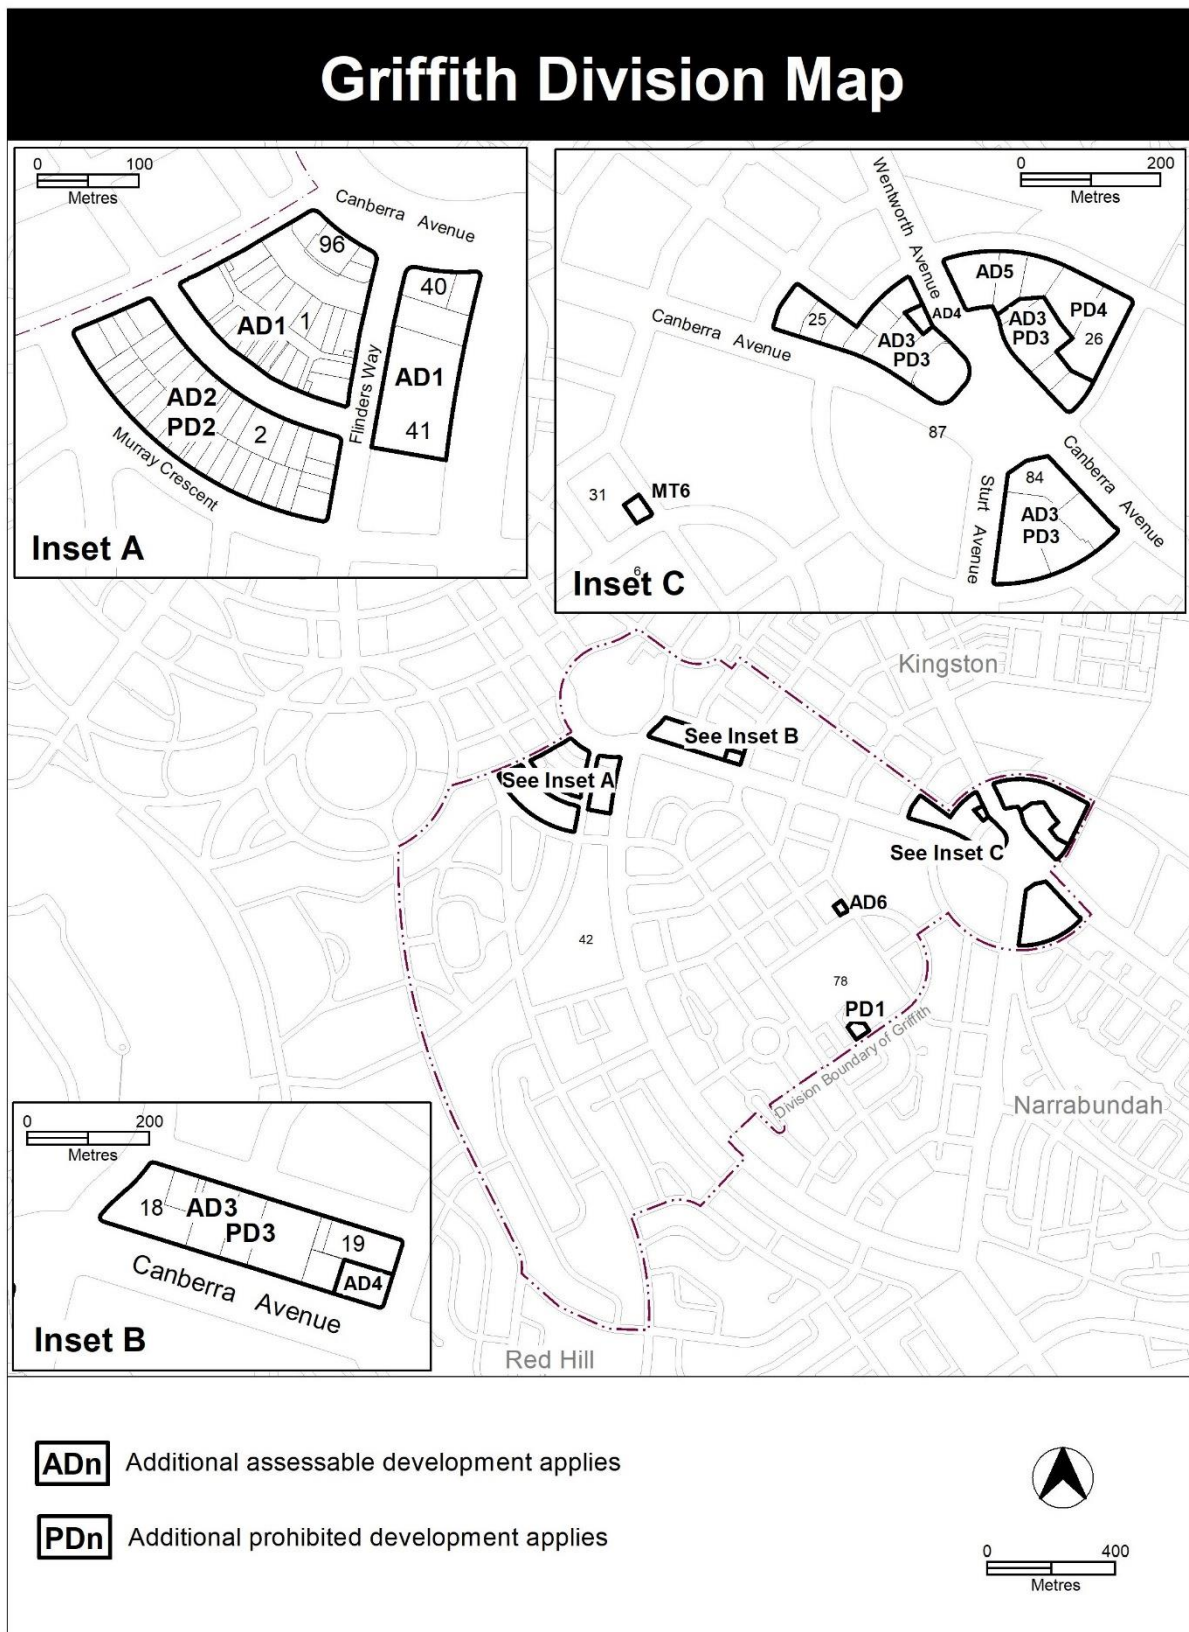 Griffith Division Map
0 100
Metres
Canberra Avenue
96
40
AD1 1
AD1
Flinders Way
41
AD2
PD2
2
Murray Crescent
Inset A
0 200
Metres
Wentworth Avenue
AD5
AD4
PD4
25
Canberra Avenue
AD3
PD3
AD3
PD3
26
87
Canberra Avenue
84
Sturt Avenue
AD3
PD3
31
MT6
6
Inset C
Kingston
See Inset B
See Inset A
See Inset C
AD6
42
78
PD1
Division Boundary of Griffith
Narrabundah
0 200
Metres
18
AD3
PD3
19
AD4
Canberra Avenue
Inset B
Red Hill
ADn Additional assessable development applies
PDn Additional prohibited development applies
0 400
Metres